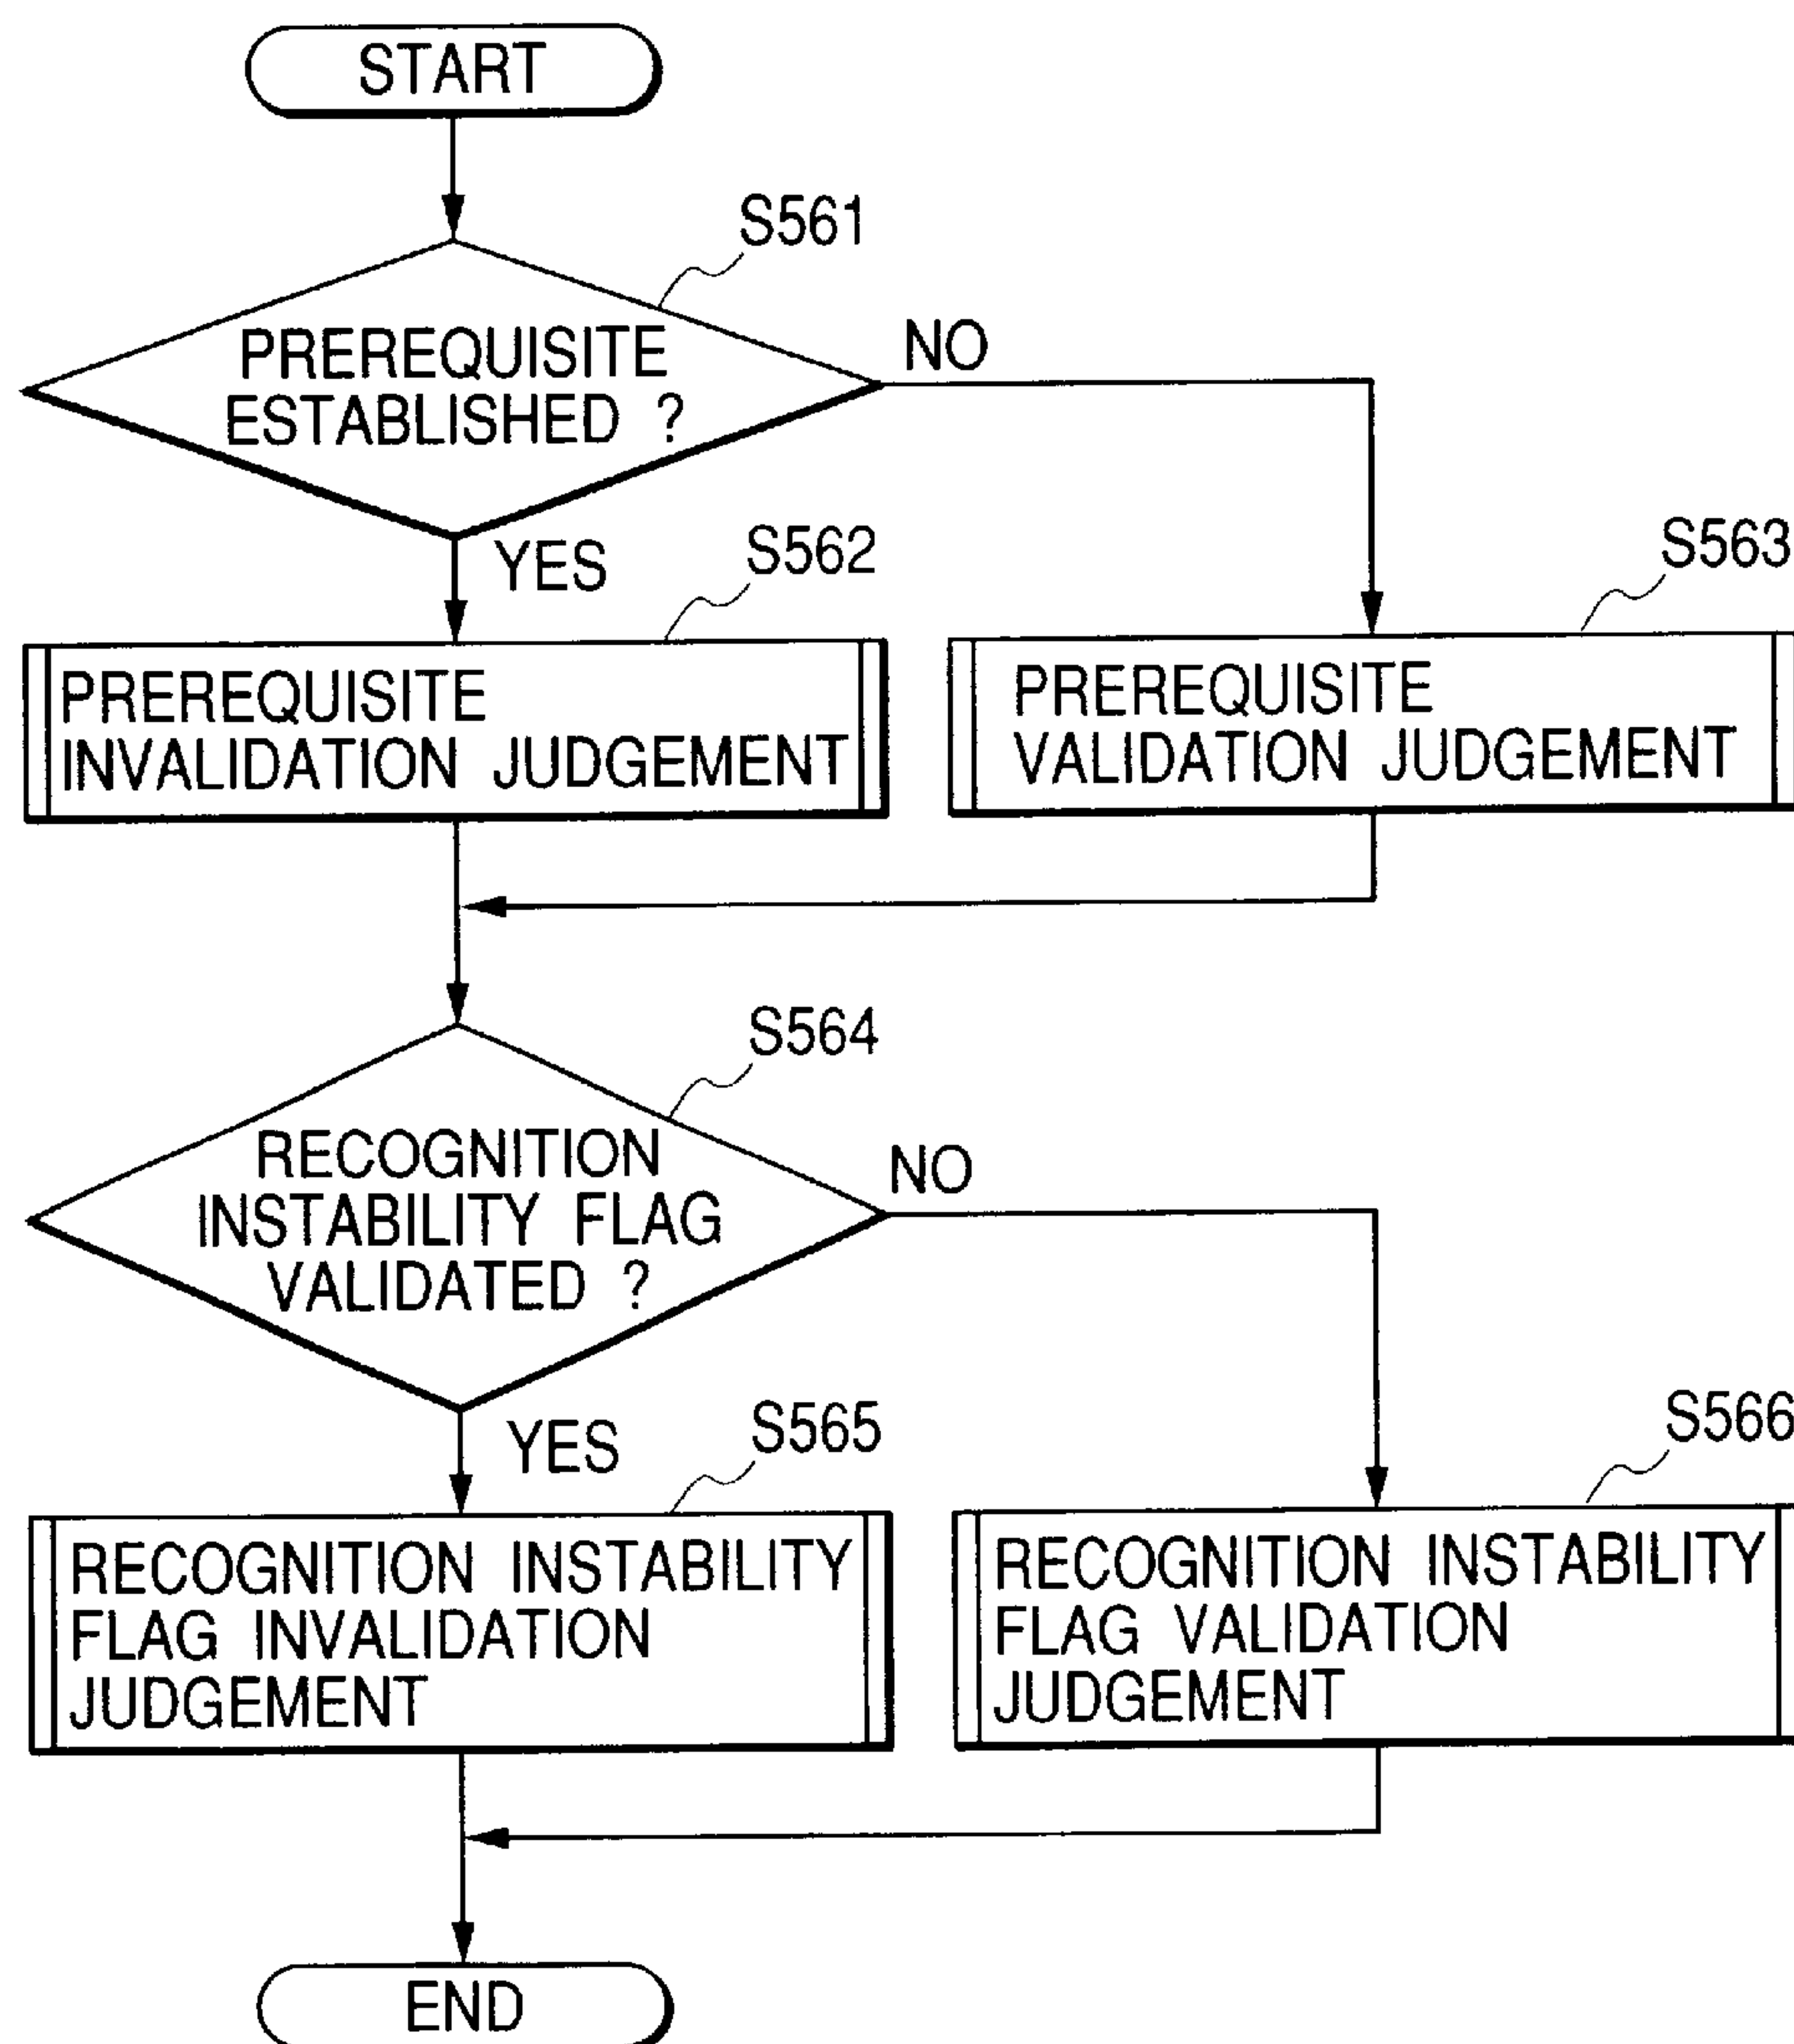 START
S561
PREREQUISITE
ESTABLISHED ?
NO
YES
S562
S563
PREREQUISITE
INVALIDATION JUDGEMENT
PREREQUISITE
VALIDATION JUDGEMENT
S564
RECOGNITION
INSTABILITY FLAG
VALIDATED ?
NO
YES
S565
S566
RECOGNITION INSTABILITY
FLAG INVALIDATION
JUDGEMENT
RECOGNITION INSTABILITY
FLAG VALIDATION
JUDGEMENT
END